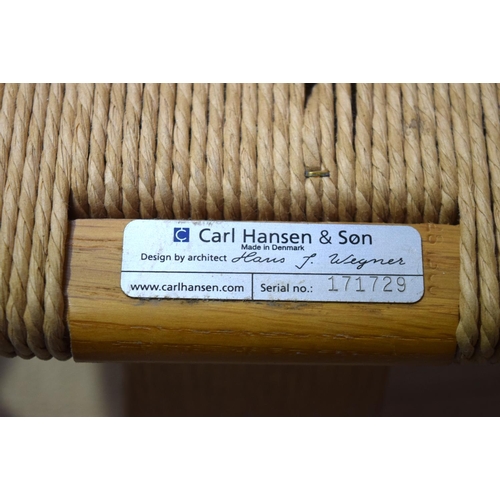 Carl Hansen & Søn
Made in Denmark
Design by architect Hans J. Wegner
www.carlhansen.com Serial no.: 171729